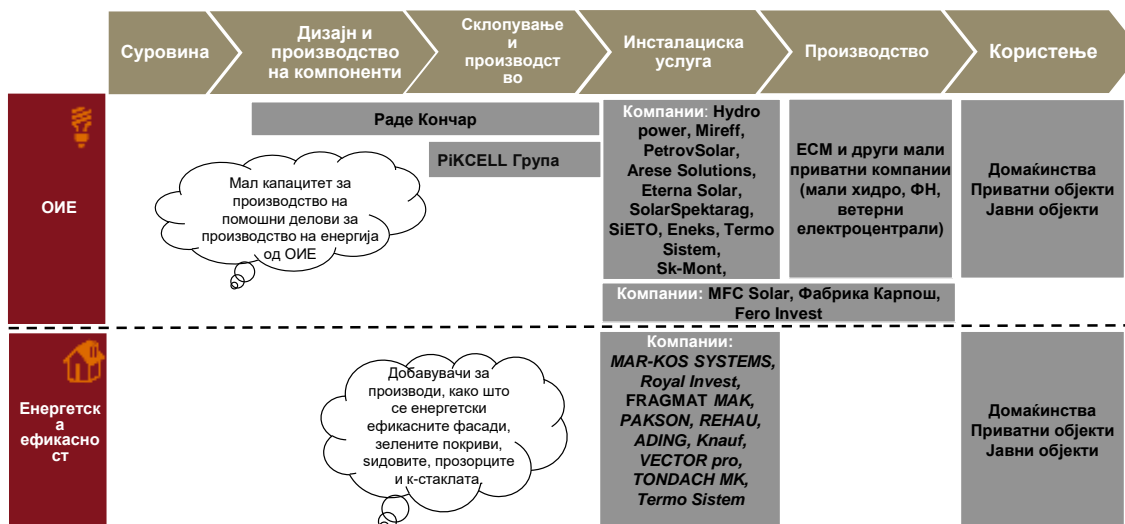 Суровина
Дизајн и
производство
на компоненти
Склопување
и
производст
во
Инсталациска
услуга
Производство
Користење
ОИЕ
Раде Кончар
PiKCELL Група
Мал капацитет за
производство на
помошни делови за
производство на енергија
од ОИЕ
Компании: Hydro
power, Mireff,
PetrovSolar,
Arese Solutions,
Eterna Solar,
SolarSpektarag,
SiETO, Eneks, Termo
Sistem,
Sk-Mont,
ЕСМ и други мали
приватни компании
(мали хидро, ФН,
ветерни
електроцентрали)
Домаќинства
Приватни објекти
Јавни објекти
Компании: MFC Solar, Фабрика Карпош,
Fero Invest
Енергетск
а
ефикасно
ст
Добавувачи за
производи, како што
се енергетски
ефикасните фасади,
зелените покриви,
ѕидовите, прозорците
и к-стаклата.
Компании:
MAR-KOS SYSTEMS,
Royal Invest,
FRAGMAT MAK,
PAKSON, REHAU,
ADING, Knauf,
VECTOR pro,
TONDACH MK,
Termo Sistem
Домаќинства
Приватни објекти
Јавни објекти